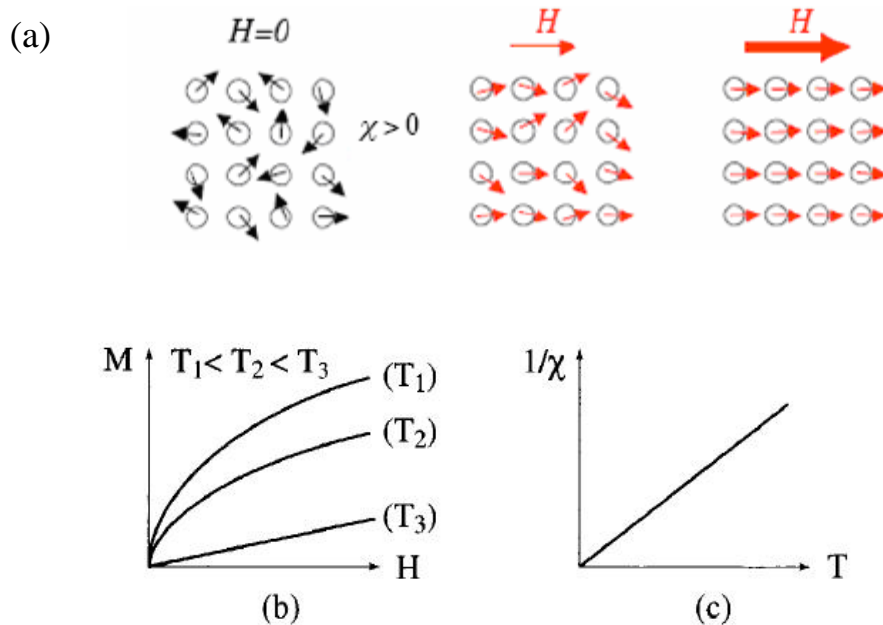 (a)
H=0
χ > 0
H
H
M
T₁< T₂ < T₃
(T₁)
(T₂)
(T₃)
H
(b)
1/χ
T
(c)